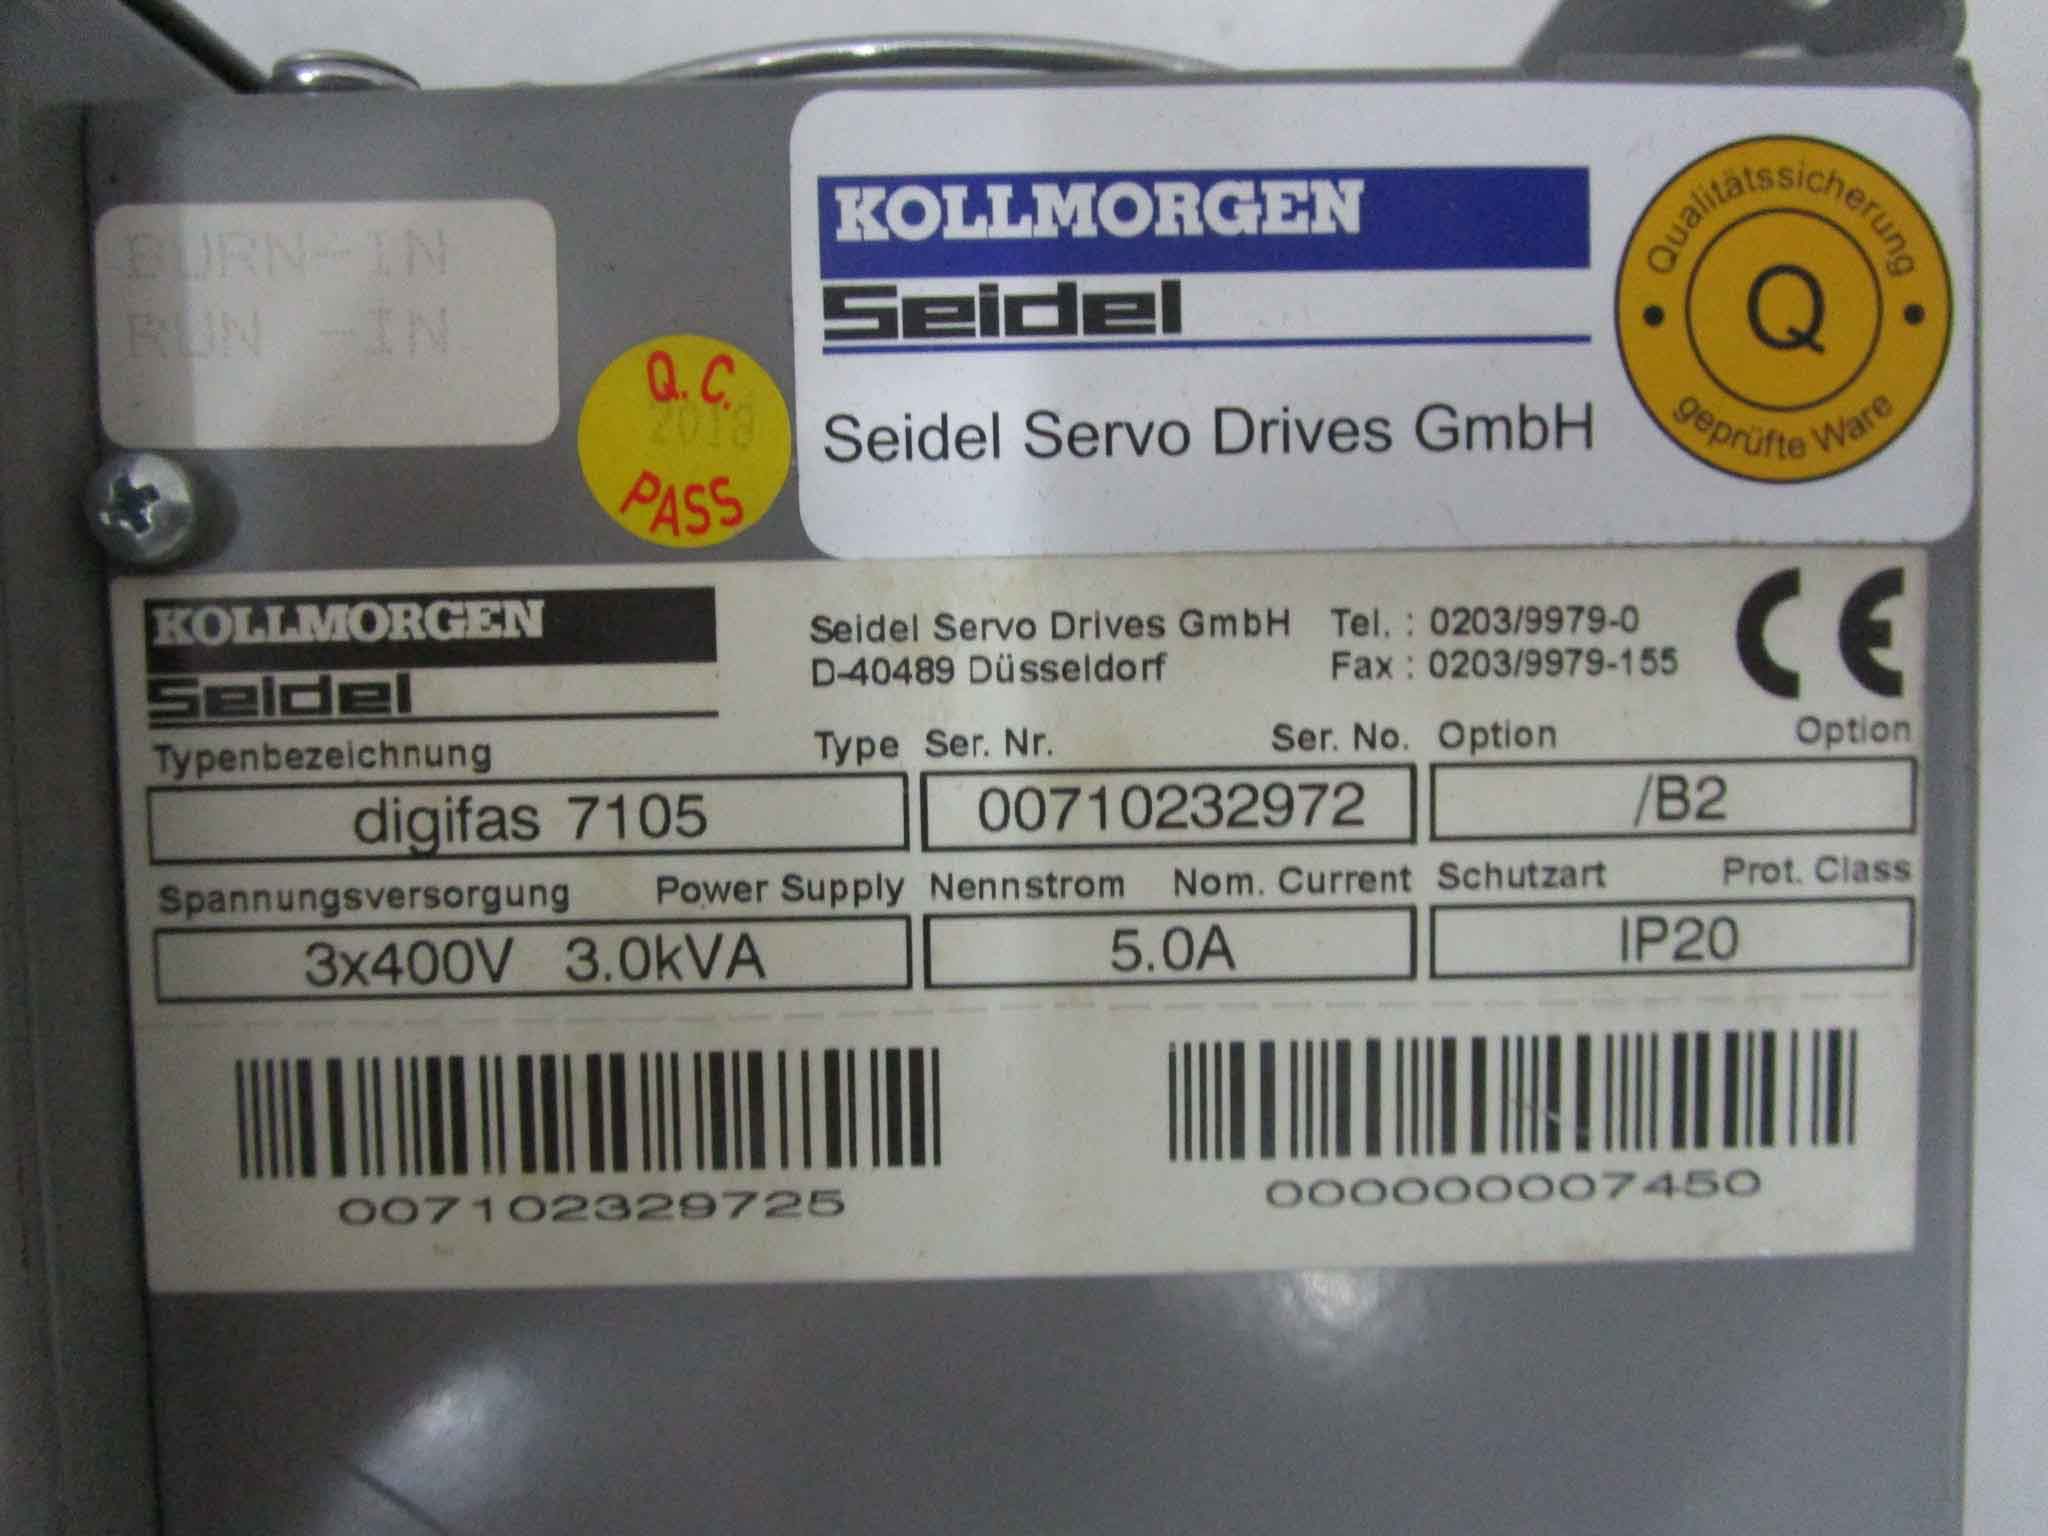 BURN-IN
RUN -IN
Q.C.
2019
PASS
KOLLMORGEN
Seidel
Seidel Servo Drives GmbH
Qualitätssicherung
Q
geprüfte Ware
KOLLMORGEN
Seidel
Seidel Servo Drives GmbH Tel. : 0203/9979-0
D-40489 Düsseldorf Fax : 0203/9979-155
CE
Typenbezeichnung Type Ser. Nr. Ser. No. Option Option
digifas 7105 00710232972 /B2
Spannungsversorgung Power Supply Nennstrom Nom. Current Schutzart Prot. Class
3x400V 3.0kVA 5.0A IP20
007102329725 000000007450